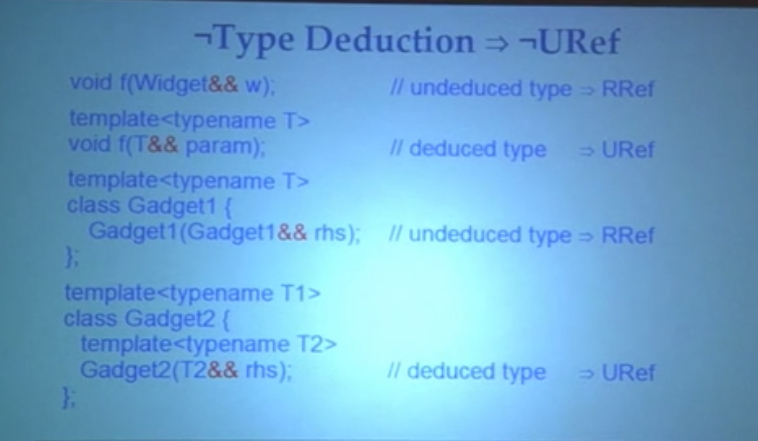 ¬Type Deduction ⇒ ¬URef
void f(Widget&& w); // undeduced type ⇒ RRef
template<typename T>
void f(T&& param); // deduced type ⇒ URef
template<typename T>
class Gadget1 {
Gadget1(Gadget1&& rhs); // undeduced type ⇒ RRef
};
template<typename T1>
class Gadget2 {
template<typename T2>
Gadget2(T2&& rhs); // deduced type ⇒ URef
};